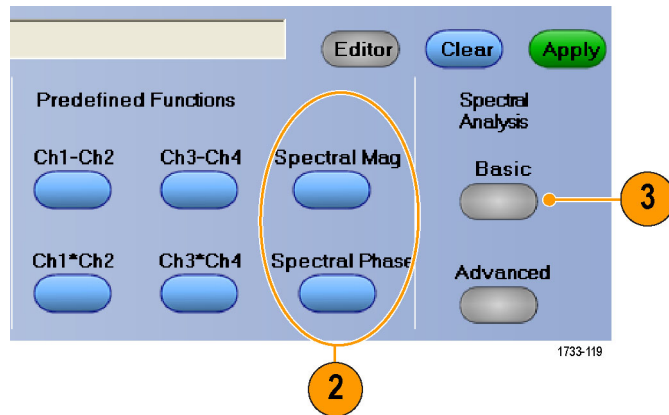 Editor Clear Apply
Predefined Functions
Spectral
Analysis
Ch1-Ch2 Ch3-Ch4 Spectral Mag
Basic
3
Ch1*Ch2 Ch3*Ch4 Spectral Phase
Advanced
1733-119
2